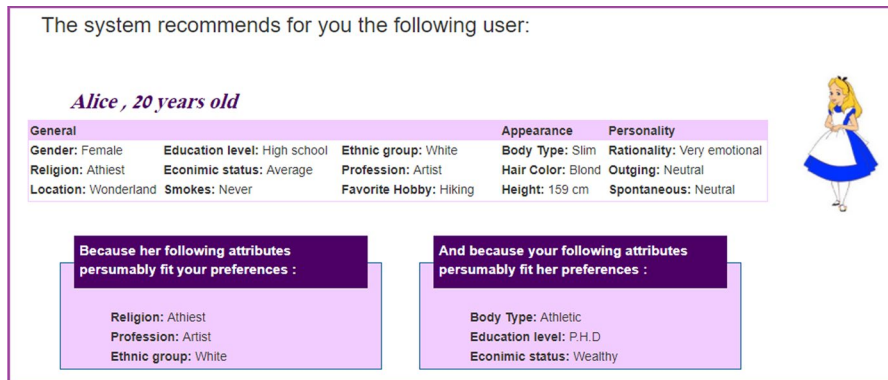 The system recommends for you the following user:
Alice , 20 years old
General Appearance Personality
Gender: Female Education level: High school Ethnic group: White Body Type: Slim Rationality: Very emotional
Religion: Athiest Econimic status: Average Profession: Artist Hair Color: Blond Outging: Neutral
Location: Wonderland Smokes: Never Favorite Hobby: Hiking Height: 159 cm Spontaneous: Neutral
Because her following attributes
persumably fit your preferences :
Religion: Athiest
Profession: Artist
Ethnic group: White
And because your following attributes
persumably fit her preferences :
Body Type: Athletic
Education level: P.H.D
Econimic status: Wealthy